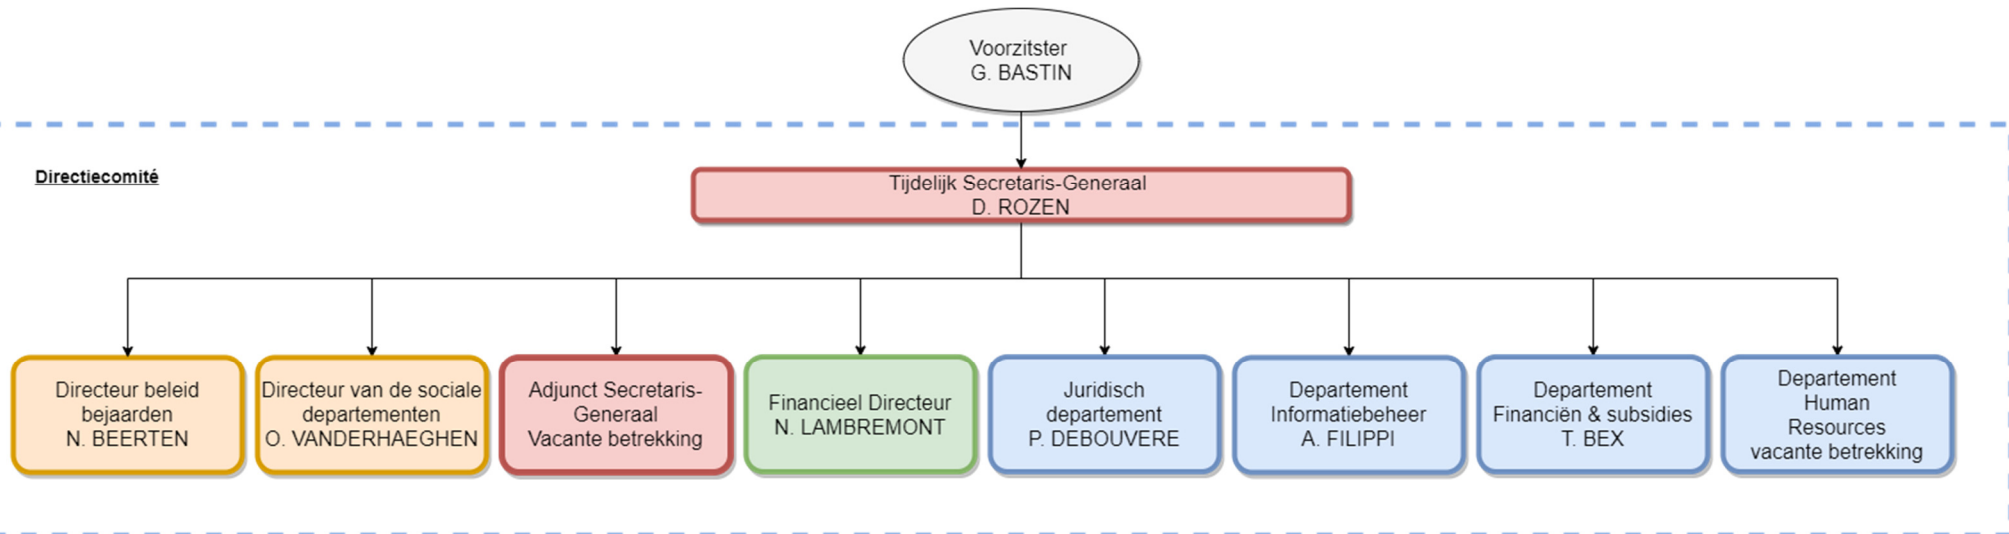 Voorzitster
G. BASTIN
Directiecomité
Tijdelijk Secretaris-Generaal
D. ROZEN
Directeur beleid
bejaarden
N. BEERTEN
Directeur van de sociale
departementen
O. VANDERHAEGHEN
Adjunct Secretaris-
Generaal
Vacante betrekking
Financieel Directeur
N. LAMBREMONT
Juridisch
departement
P. DEBOUVERE
Departement
Informatiebeheer
A. FILIPPI
Departement
Financiën & subsidies
T. BEX
Departement
Human
Resources
vacante betrekking